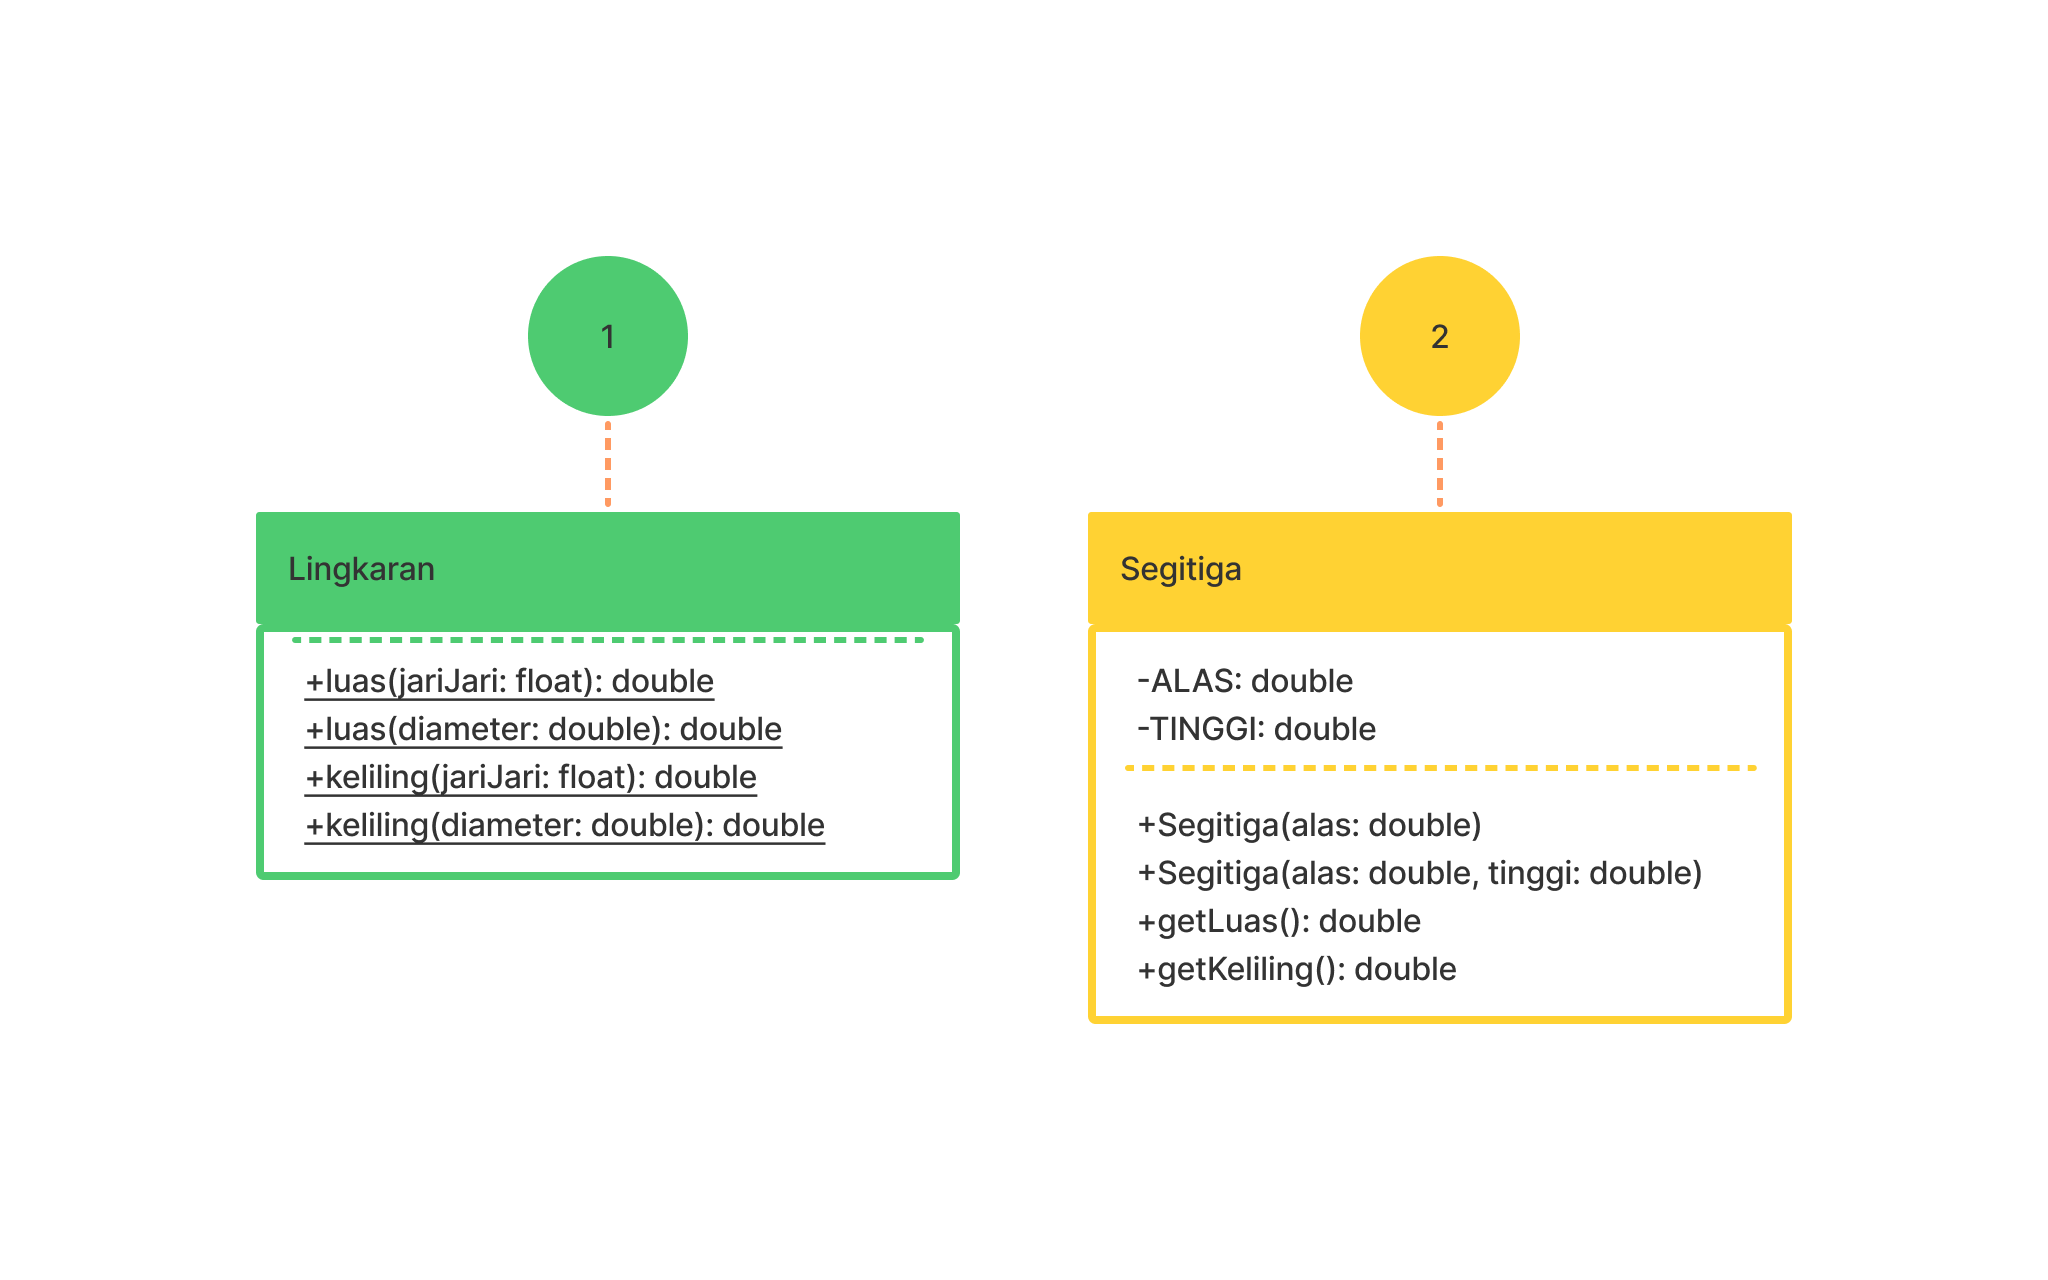 1
Lingkaran
+luas(jariJari: float): double
+luas(diameter: double): double
+keliling(jariJari: float): double
+keliling(diameter: double): double
2
Segitiga
-ALAS: double
-TINGGI: double
+Segitiga(alas: double)
+Segitiga(alas: double, tinggi: double)
+getLuas(): double
+getKeliling(): double